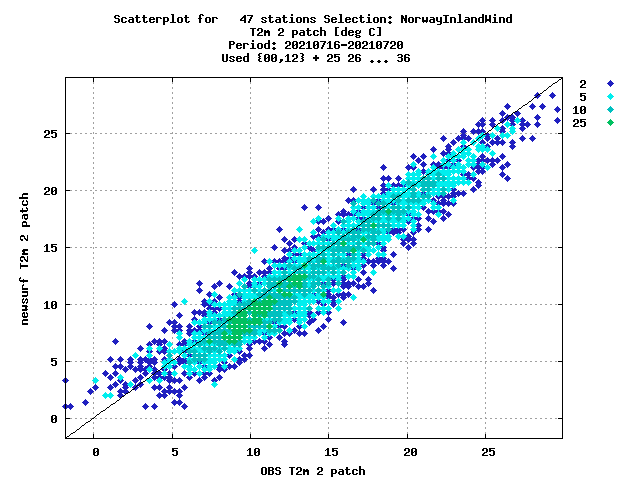 Scatterplot for   47 stations Selection: NorwayInlandWind
T2m 2 patch [deg C]
Period: 20210716-20210720
Used {00,12} + 25 26 ... 36
2
5
10
25
25
20
15
10
5
0
newsurf T2m 2 patch
0 5 10 15 20 25
OBS T2m 2 patch